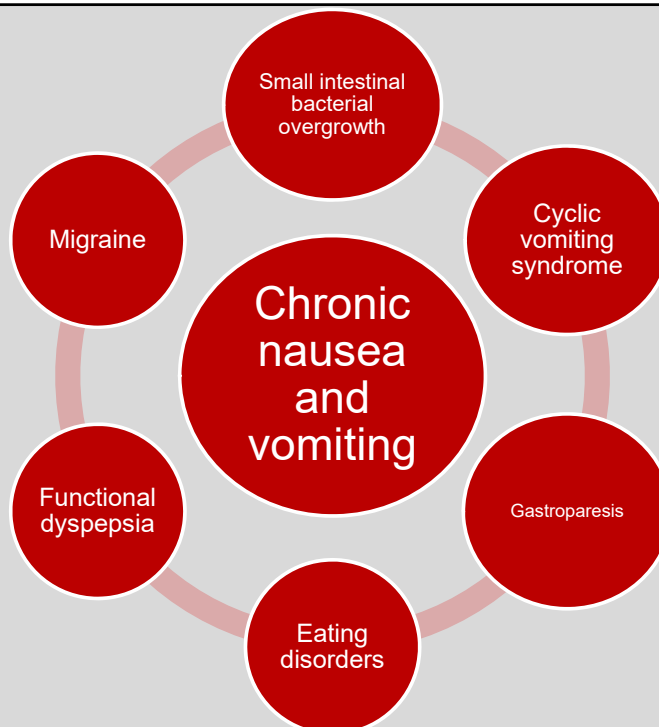 Small intestinal
bacterial
overgrowth
Cyclic
vomiting
syndrome
Gastroparesis
Eating
disorders
Functional
dyspepsia
Migraine
Chronic
nausea
and
vomiting